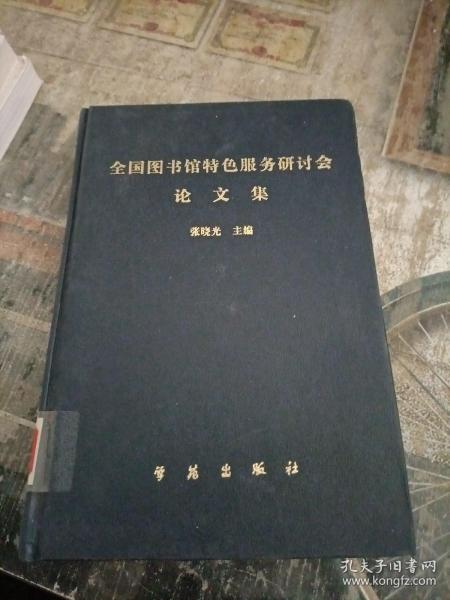 全国图书馆特色服务研讨会
论文集
张晓光 主编
学苑出版社
孔夫子旧书网
www.kongfz.com